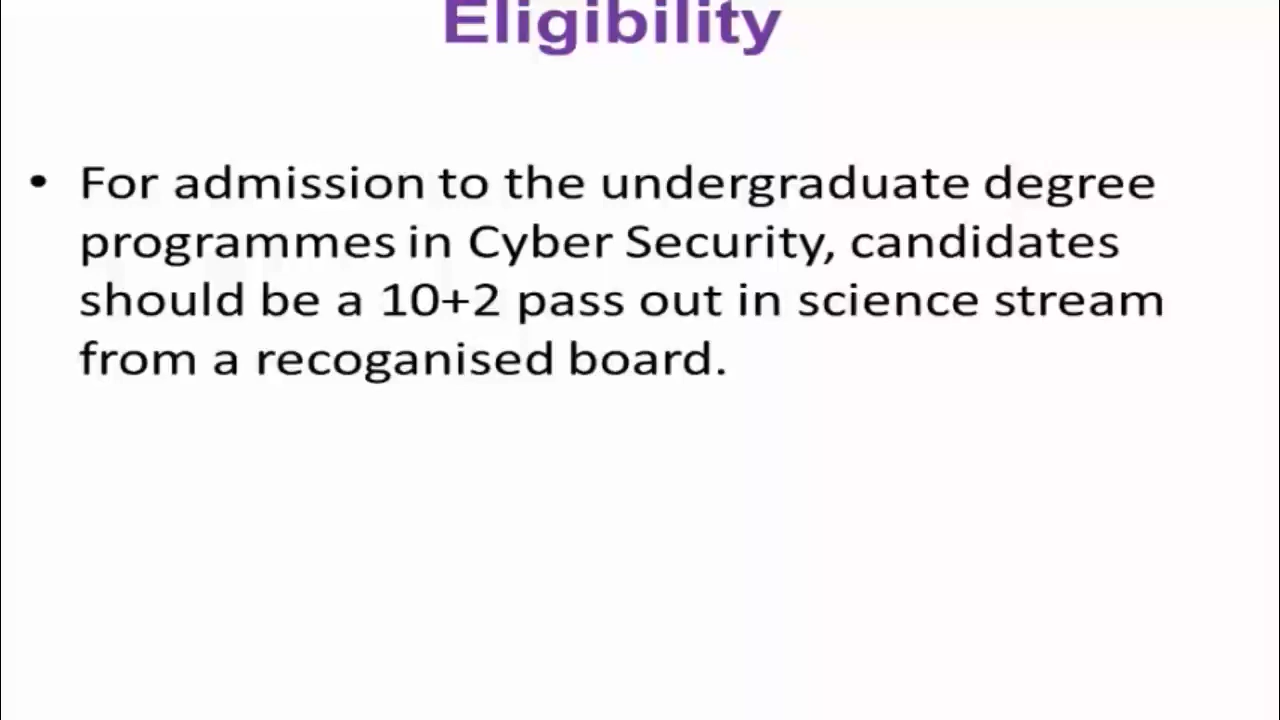 Eligibility
• For admission to the undergraduate degree
programmes in Cyber Security, candidates
should be a 10+2 pass out in science stream
from a recoganised board.